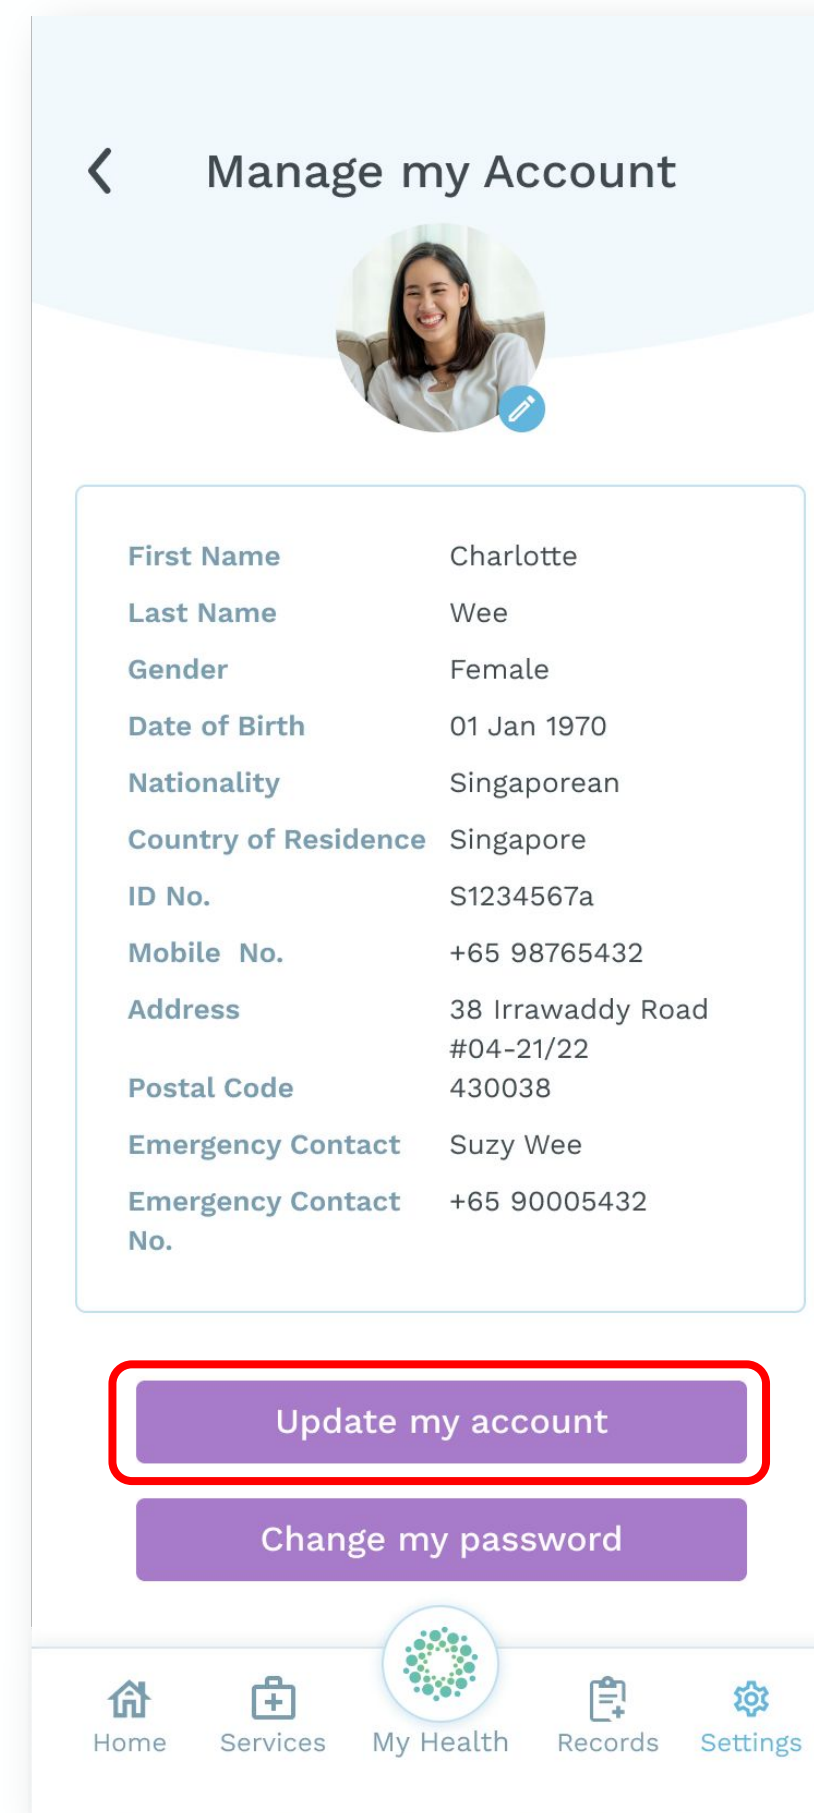 Manage my Account
First Name Charlotte
Last Name Wee
Gender Female
Date of Birth 01 Jan 1970
Nationality Singaporean
Country of Residence Singapore
ID No. S1234567a
Mobile No. +65 98765432
Address 38 Irrawaddy Road
#04-21/22
Postal Code 430038
Emergency Contact Suzy Wee
Emergency Contact +65 90005432
No.
Update my account
Change my password
Home Services My Health Records Settings